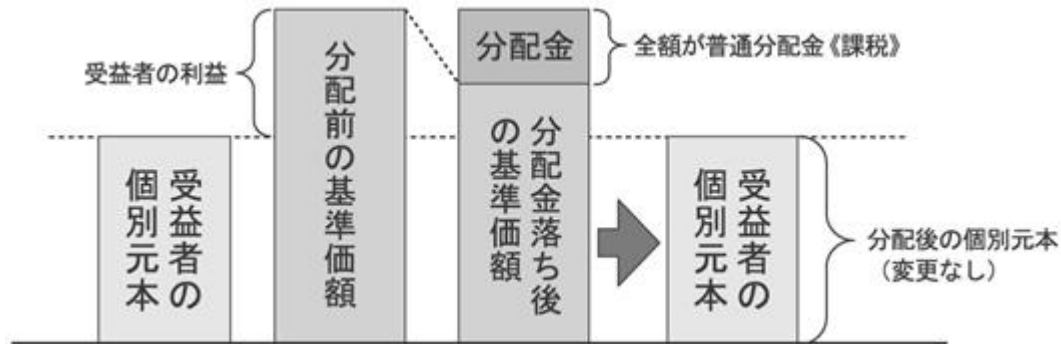 受益者の利益
受益者の
個別元本
分配前の基準価額
分配金
全額が普通分配金《課税》
分配金落ち後
の基準価額
受益者の
個別元本
分配後の個別元本
（変更なし）